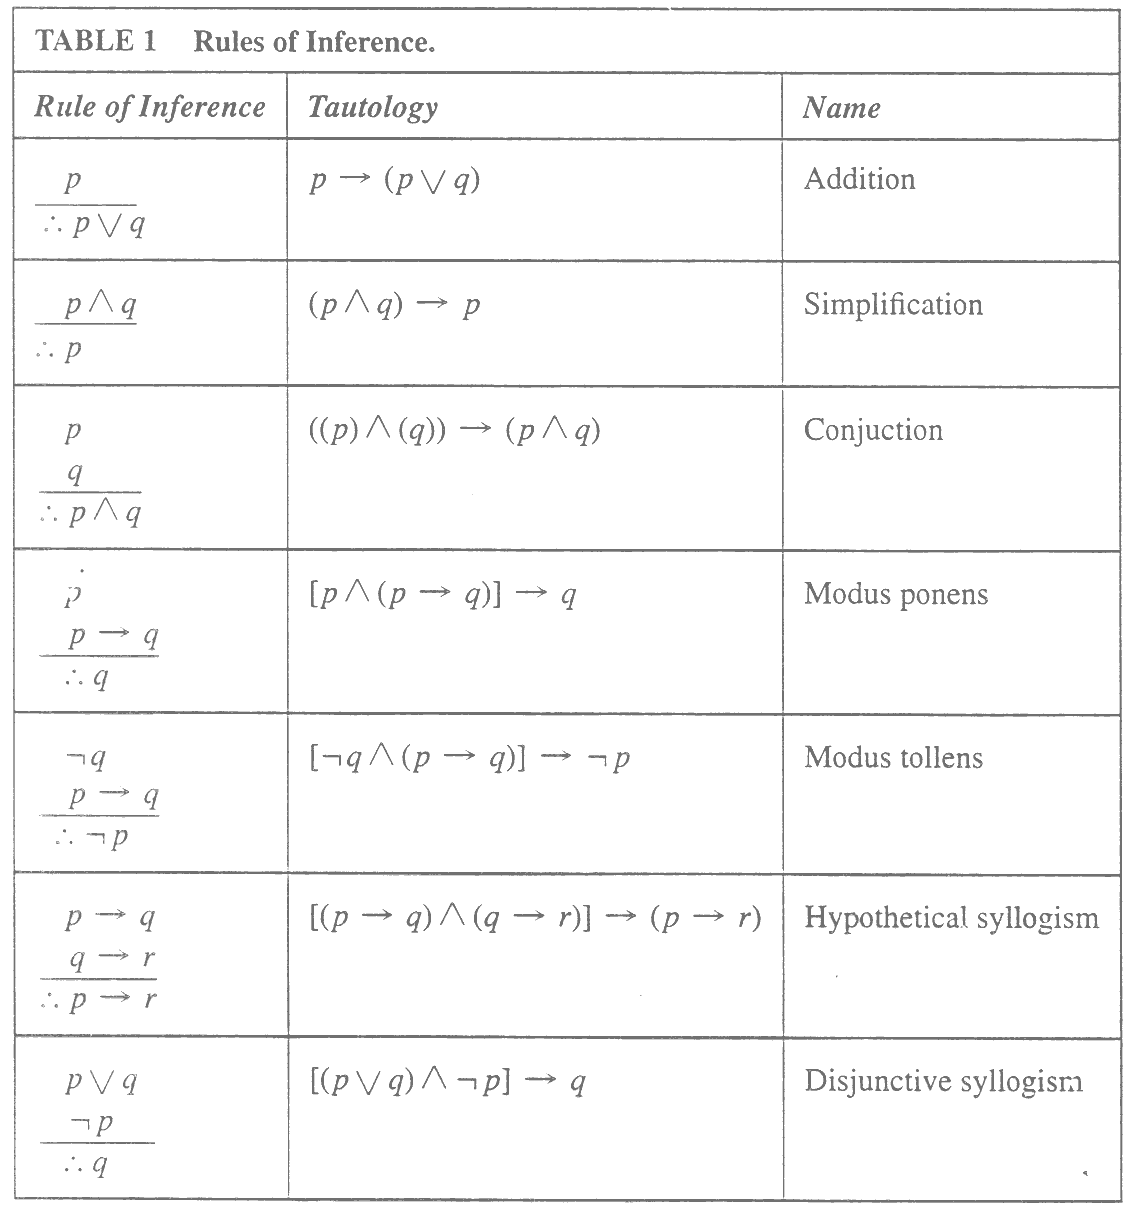 TABLE 1 Rules of Inference.
Rule of Inference Tautology Name
p p → (p ∨ q) Addition
∴ p ∨ q
p ∧ q (p ∧ q) → p Simplification
∴ p
p ((p) ∧ (q)) → (p ∧ q) Conjuction
q
∴ p ∧ q
p [p ∧ (p → q)] → q Modus ponens
p → q
∴ q
¬q [¬q ∧ (p → q)] → ¬p Modus tollens
p → q
∴ ¬p
p → q [(p → q) ∧ (q → r)] → (p → r) Hypothetical syllogism
q → r
∴ p → r
p ∨ q [(p ∨ q) ∧ ¬p] → q Disjunctive syllogism
¬p
∴ q